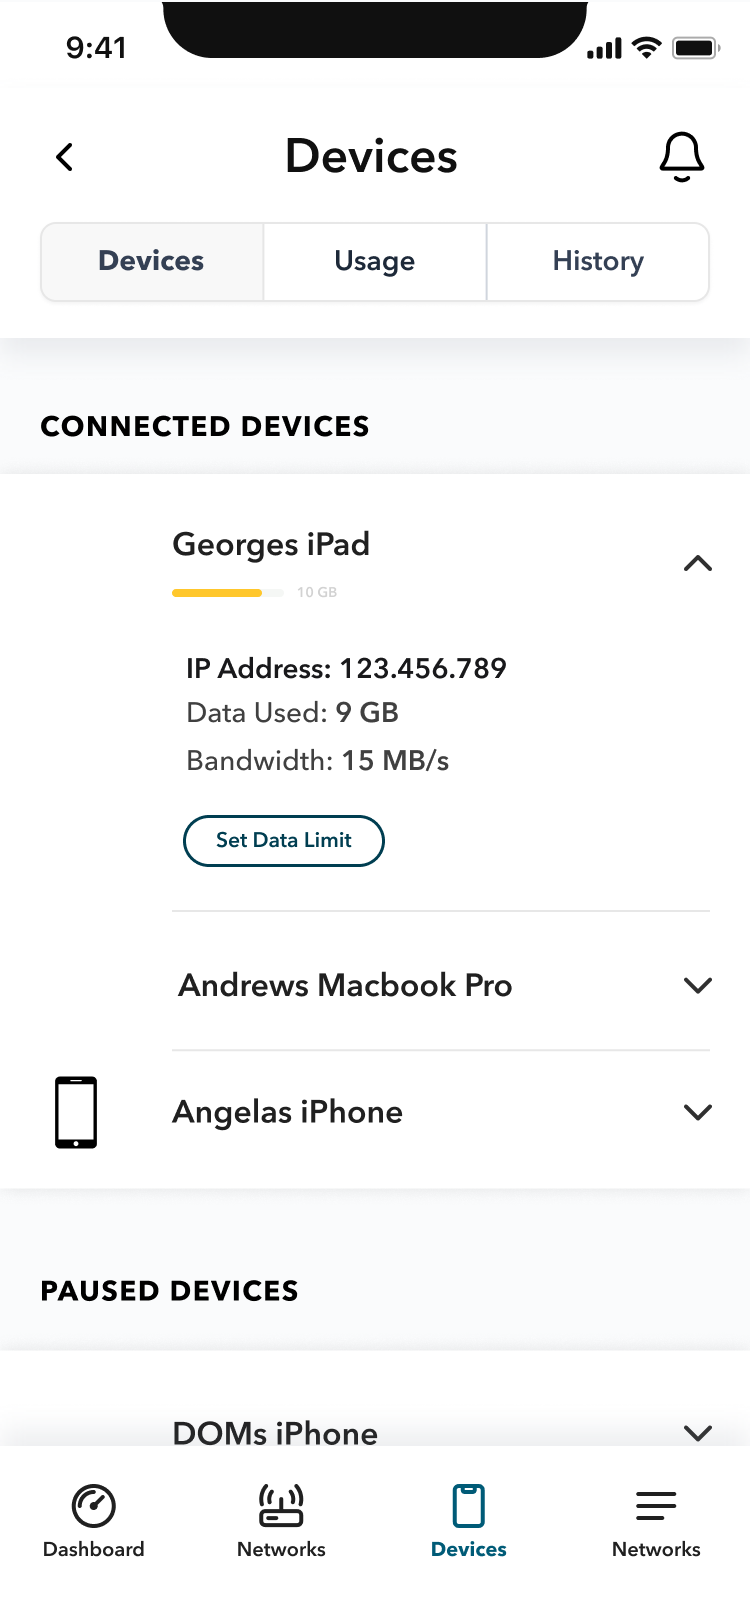 9:41
Devices
Devices Usage History
CONNECTED DEVICES
Georges iPad
10 GB
IP Address: 123.456.789
Data Used: 9 GB
Bandwidth: 15 MB/s
Set Data Limit
Andrews Macbook Pro
Angelas iPhone
PAUSED DEVICES
DOMs iPhone
Dashboard Networks Devices Networks